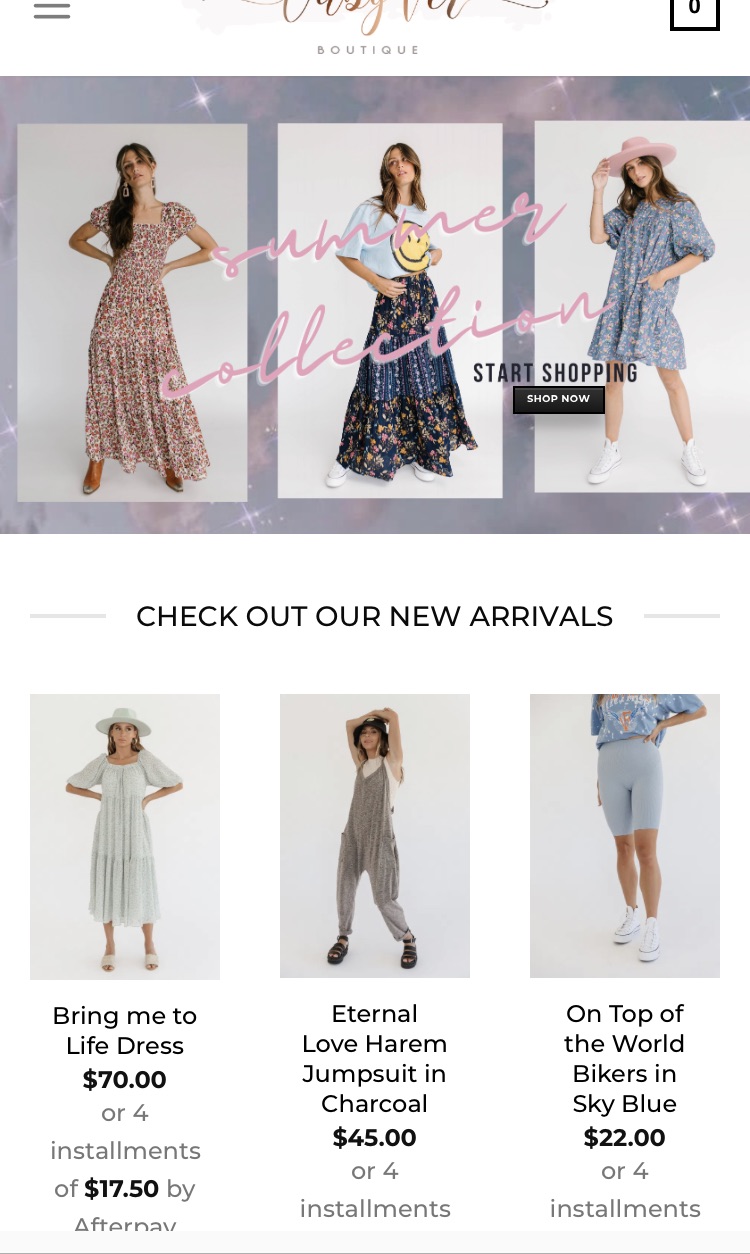 0
BOUTIQUE
summer
collection
START SHOPPING
SHOP NOW
CHECK OUT OUR NEW ARRIVALS
Bring me to
Life Dress
$70.00
or 4
installments
of $17.50 by
Afterpay
Eternal
Love Harem
Jumpsuit in
Charcoal
$45.00
or 4
installments
On Top of
the World
Bikers in
Sky Blue
$22.00
or 4
installments